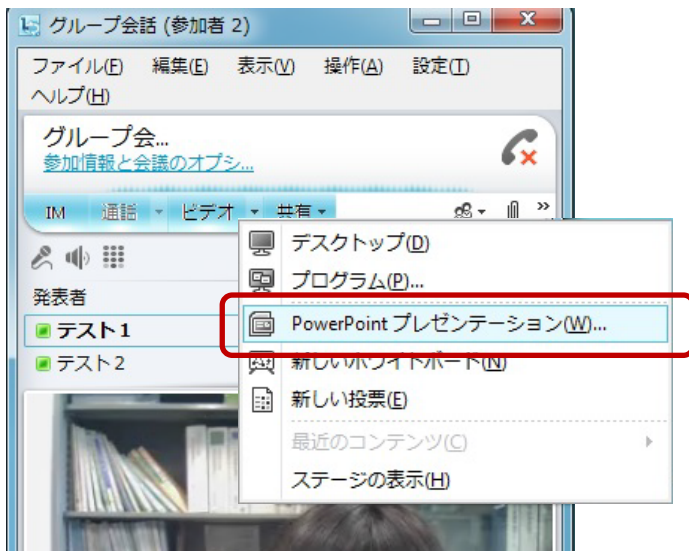 グループ会話 (参加者 2)
ファイル(F) 編集(E) 表示(V) 操作(A) 設定(T)
ヘルプ(H)
グループ会...
参加情報と会議のオプシ...
IM 通話 ビデオ 共有
デスクトップ(D)
プログラム(P)...
発表者
PowerPoint プレゼンテーション(W)...
テスト1
新しいホワイトボード(N)
テスト2
新しい投票(E)
最近のコンテンツ(C)
ステージの表示(H)